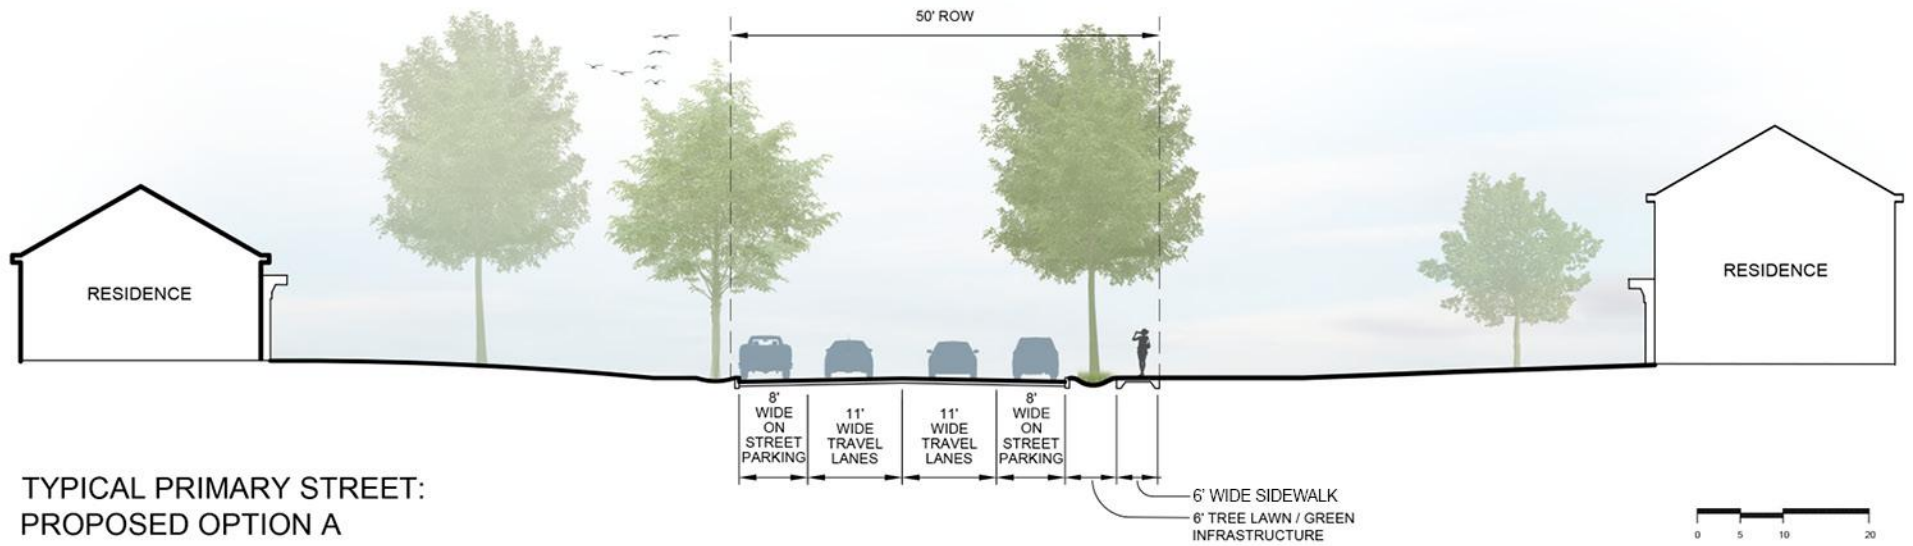 50' ROW
RESIDENCE
RESIDENCE
8'
WIDE
ON
STREET
PARKING
11'
WIDE
TRAVEL
LANES
11'
WIDE
TRAVEL
LANES
8'
WIDE
ON
STREET
PARKING
6' WIDE SIDEWALK
6' TREE LAWN / GREEN
INFRASTRUCTURE
TYPICAL PRIMARY STREET:
PROPOSED OPTION A
0 5 10 20